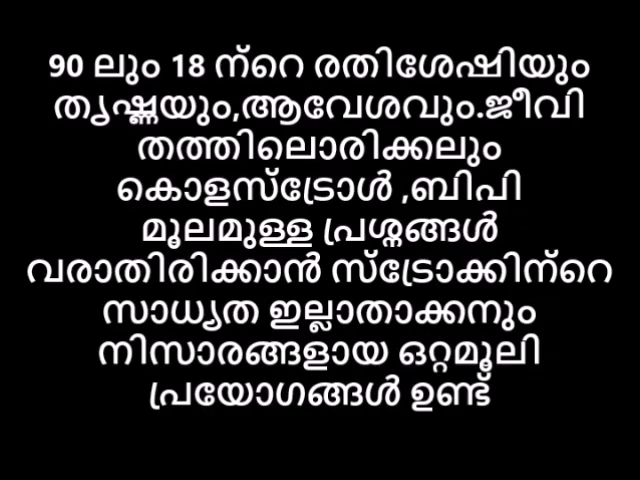 90 ലും 18 ന്റെ രതിശേഷിയും
തൃഷ്ണയും,ആവേശവും.ജീവി
തത്തിലൊരിക്കലും
കൊളസ്ട്രോൾ ,ബിപി
മൂലമുള്ള പ്രശ്നങ്ങൾ
വരാതിരിക്കാൻ സ്ട്രോക്കിന്റെ
സാധ്യത ഇല്ലാതാക്കനും
നിസാരങ്ങളായ ഒറ്റമൂലി
പ്രയോഗങ്ങൾ ഉണ്ട്